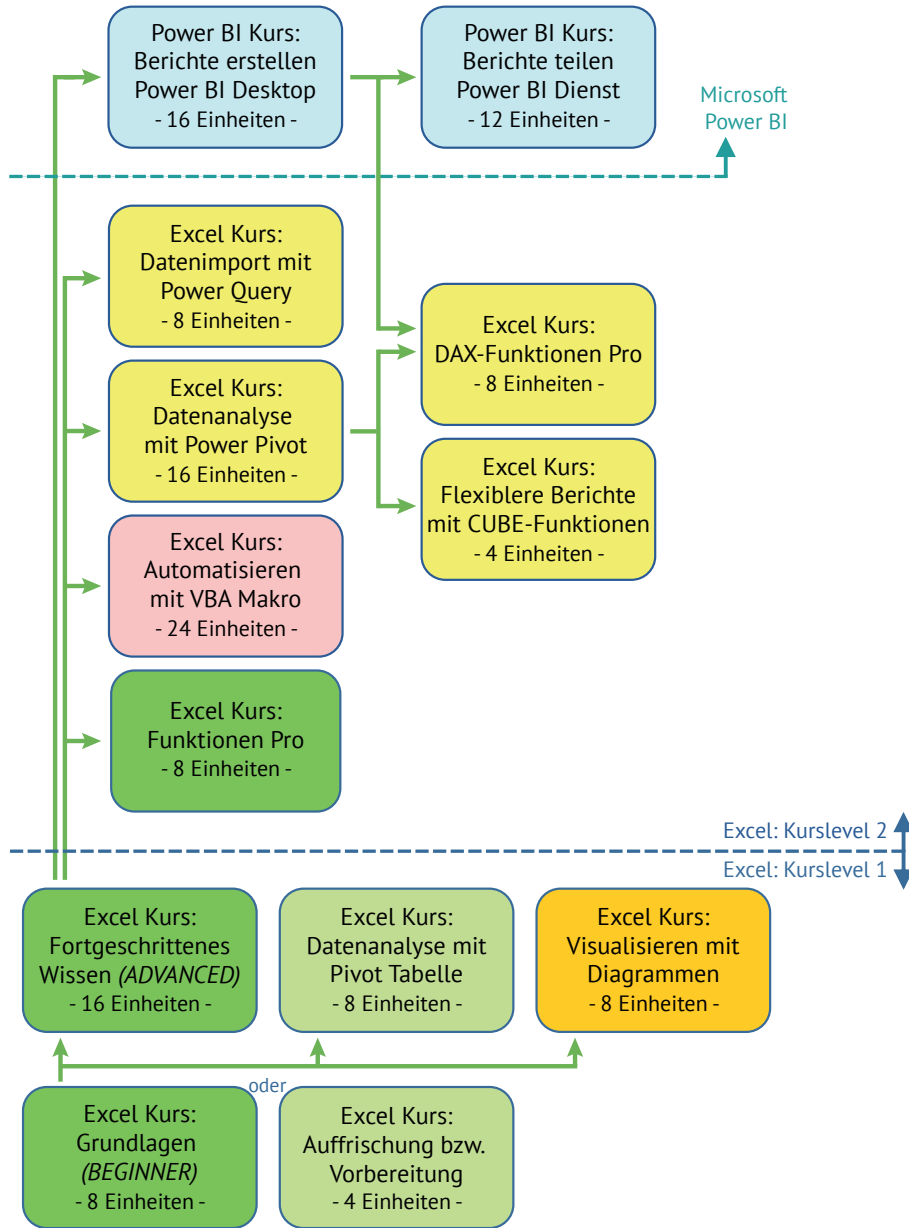 Power BI Kurs:
Berichte erstellen
Power BI Desktop
- 16 Einheiten -
Power BI Kurs:
Berichte teilen
Power BI Dienst
- 12 Einheiten -
Microsoft
Power BI
Excel Kurs:
Datenimport mit
Power Query
- 8 Einheiten -
Excel Kurs:
DAX-Funktionen Pro
- 8 Einheiten -
Excel Kurs:
Datenanalyse
mit Power Pivot
- 16 Einheiten -
Excel Kurs:
Flexiblere Berichte
mit CUBE-Funktionen
- 4 Einheiten -
Excel Kurs:
Automatisieren
mit VBA Makro
- 24 Einheiten -
Excel Kurs:
Funktionen Pro
- 8 Einheiten -
Excel: Kurslevel 2
Excel: Kurslevel 1
Excel Kurs:
Fortgeschrittenes
Wissen (ADVANCED)
- 16 Einheiten -
Excel Kurs:
Datenanalyse mit
Pivot Tabelle
- 8 Einheiten -
Excel Kurs:
Visualisieren mit
Diagrammen
- 8 Einheiten -
oder
Excel Kurs:
Grundlagen
(BEGINNER)
- 8 Einheiten -
Excel Kurs:
Auffrischung bzw.
Vorbereitung
- 4 Einheiten -